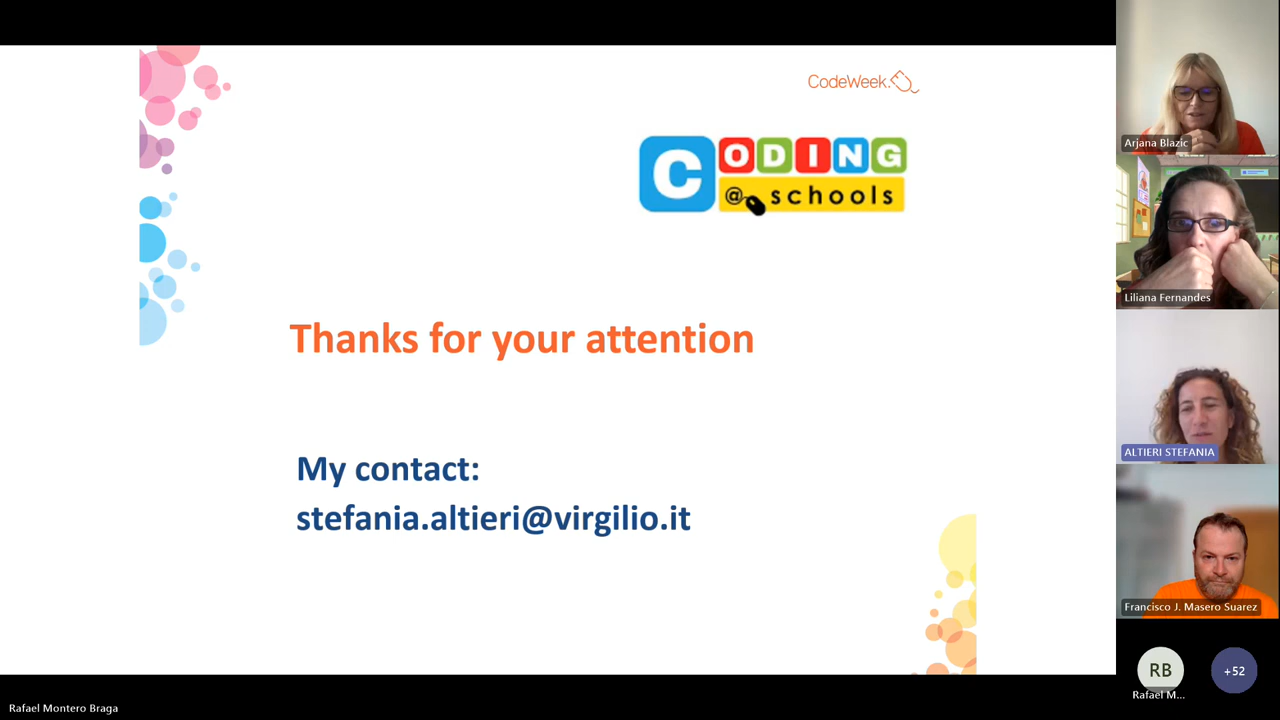 CodeWeek.
CODING
@ schools
Thanks for your attention
My contact:
stefania.altieri@virgilio.it
Arjana Blazic
Liliana Fernandes
ALTIERI STEFANIA
Francisco J. Masero Suarez
RB
+52
Rafael M...
Rafael Montero Braga